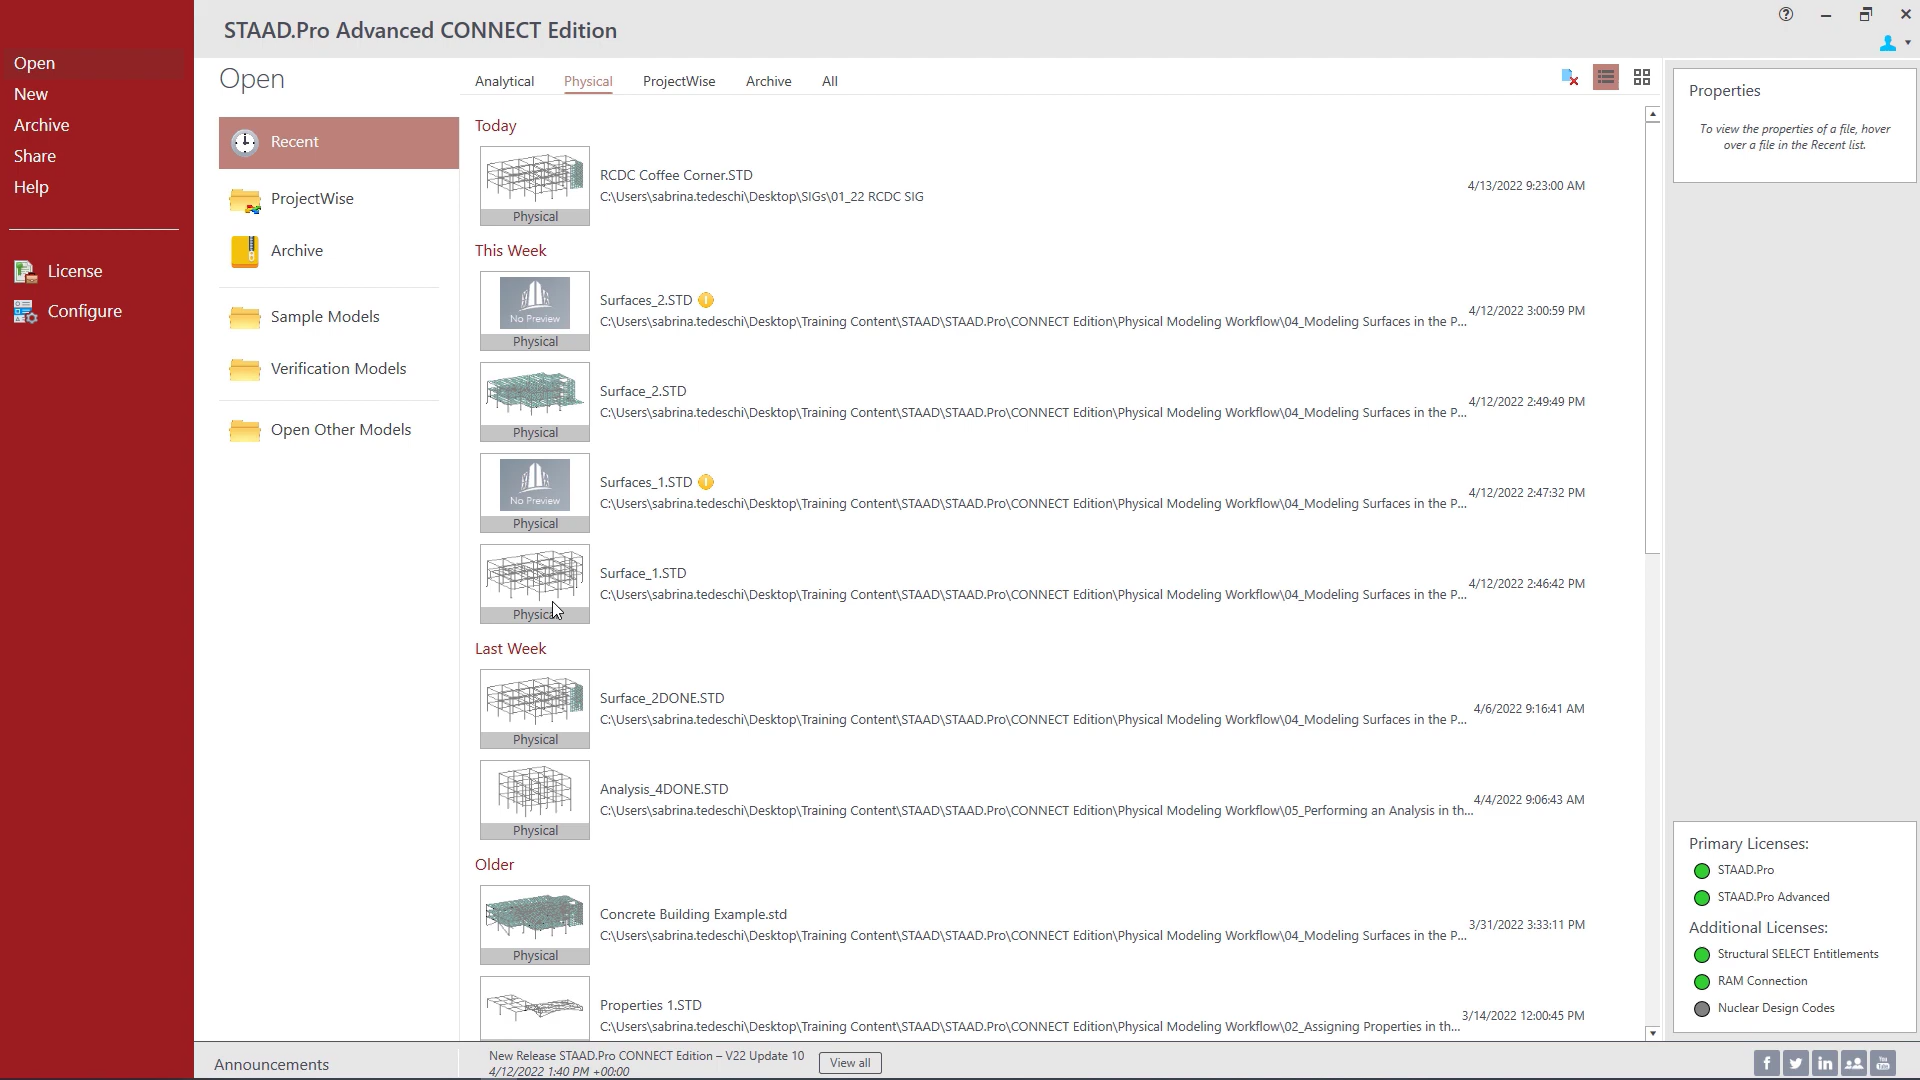 STAAD.Pro Advanced CONNECT Edition
Open
New
Archive
Share
Help
License
Configure
Open
Recent
ProjectWise
Archive
Sample Models
Verification Models
Open Other Models
Analytical Physical ProjectWise Archive All
Today
Physical
RCDC Coffee Corner.STD
C:\Users\sabrina.tedeschi\Desktop\SIGs\01_22 RCDC SIG
4/13/2022 9:23:00 AM
This Week
No Preview
Physical
Surfaces_2.STD
C:\Users\sabrina.tedeschi\Desktop\Training Content\STAAD\STAAD.Pro\CONNECT Edition\Physical Modeling Workflow\04_Modeling Surfaces in the P...
4/12/2022 3:00:59 PM
Physical
Surface_2.STD
C:\Users\sabrina.tedeschi\Desktop\Training Content\STAAD\STAAD.Pro\CONNECT Edition\Physical Modeling Workflow\04_Modeling Surfaces in the P...
4/12/2022 2:49:49 PM
No Preview
Physical
Surfaces_1.STD
C:\Users\sabrina.tedeschi\Desktop\Training Content\STAAD\STAAD.Pro\CONNECT Edition\Physical Modeling Workflow\04_Modeling Surfaces in the P...
4/12/2022 2:47:32 PM
Physical
Surface_1.STD
C:\Users\sabrina.tedeschi\Desktop\Training Content\STAAD\STAAD.Pro\CONNECT Edition\Physical Modeling Workflow\04_Modeling Surfaces in the P...
4/12/2022 2:46:42 PM
Last Week
Physical
Surface_2DONE.STD
C:\Users\sabrina.tedeschi\Desktop\Training Content\STAAD\STAAD.Pro\CONNECT Edition\Physical Modeling Workflow\04_Modeling Surfaces in the P...
4/6/2022 9:16:41 AM
Physical
Analysis_4DONE.STD
C:\Users\sabrina.tedeschi\Desktop\Training Content\STAAD\STAAD.Pro\CONNECT Edition\Physical Modeling Workflow\05_Performing an Analysis in th...
4/4/2022 9:06:43 AM
Older
Physical
Concrete Building Example.std
C:\Users\sabrina.tedeschi\Desktop\Training Content\STAAD\STAAD.Pro\CONNECT Edition\Physical Modeling Workflow\04_Modeling Surfaces in the P...
3/31/2022 3:33:11 PM
Properties 1.STD
C:\Users\sabrina.tedeschi\Desktop\Training Content\STAAD\STAAD.Pro\CONNECT Edition\Physical Modeling Workflow\02_Assigning Properties in th...
3/14/2022 12:00:45 PM
Properties
To view the properties of a file, hover
over a file in the Recent list.
Primary Licenses:
STAAD.Pro
STAAD.Pro Advanced
Additional Licenses:
Structural SELECT Entitlements
RAM Connection
Nuclear Design Codes
Announcements
New Release STAAD.Pro CONNECT Edition – V22 Update 10
4/12/2022 1:40 PM +00:00
View all